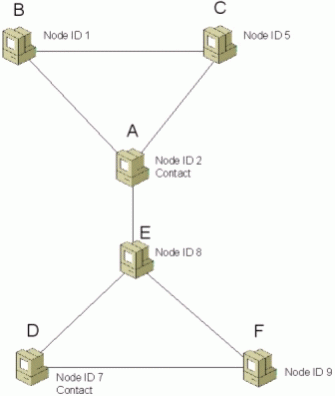 B
C
Node ID 1
Node ID 5
A
Node ID 2
Contact
E
Node ID 8
D
F
Node ID 7
Contact
Node ID 9